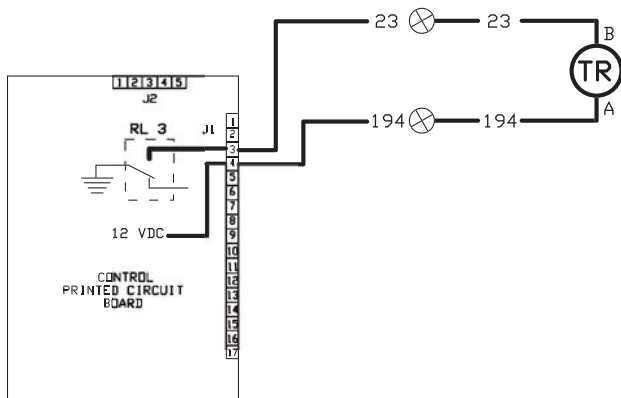 23 23
B
TR
A
194 194
1 2 3 4 5
J2
RL 3
J1
1
2
3
4
5
6
7
8
9
10
11
12
13
14
15
16
17
12 VDC
CONTROL
PRINTED CIRCUIT
BOARD